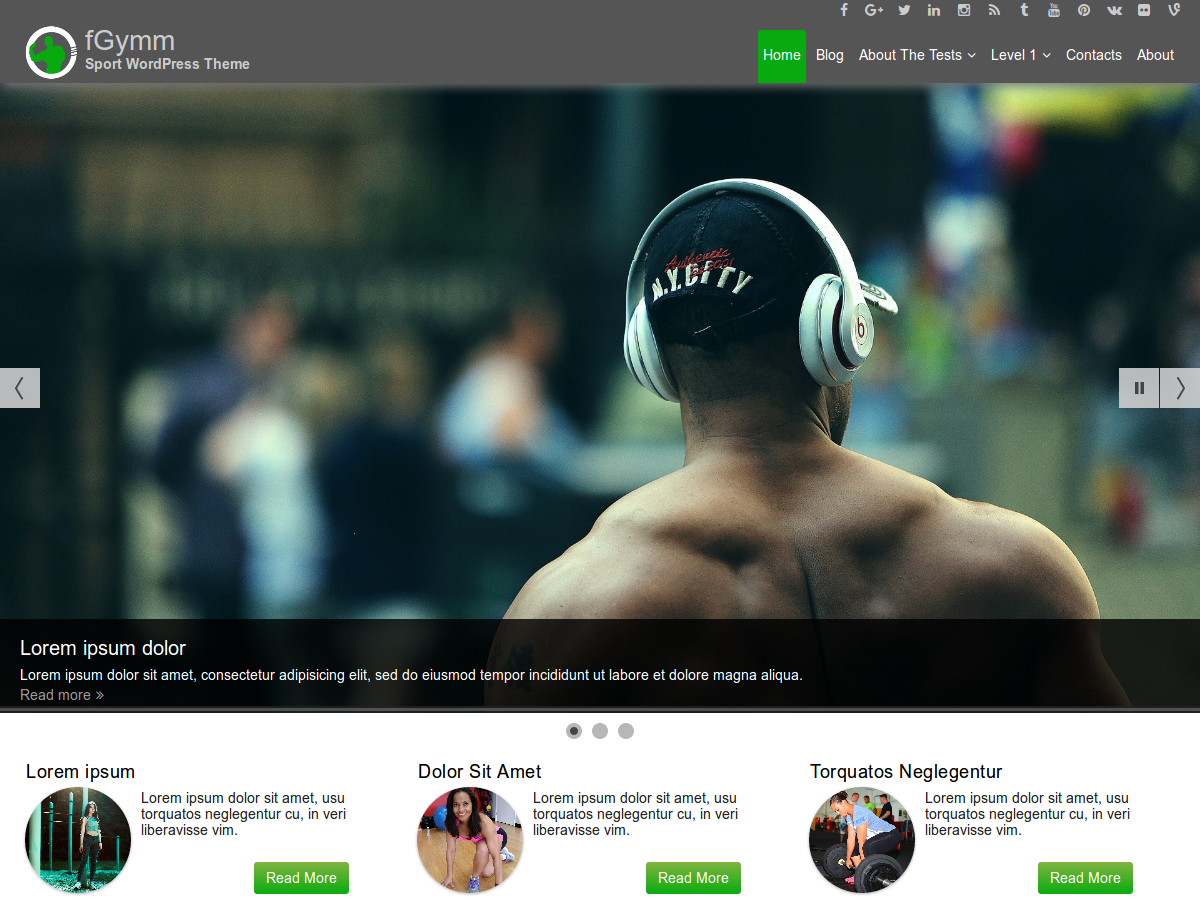 fGymm
Sport WordPress Theme
Home Blog About The Tests Level 1 Contacts About
Authentic
N.Y.CITY
b
Lorem ipsum dolor
Lorem ipsum dolor sit amet, consectetur adipisicing elit, sed do eiusmod tempor incididunt ut labore et dolore magna aliqua.
Read more »
Lorem ipsum
Lorem ipsum dolor sit amet, usu
torquatos neglegentur cu, in veri
liberavisse vim.
Read More
Dolor Sit Amet
Lorem ipsum dolor sit amet, usu
torquatos neglegentur cu, in veri
liberavisse vim.
Read More
Torquatos Neglegentur
Lorem ipsum dolor sit amet, usu
torquatos neglegentur cu, in veri
liberavisse vim.
Read More